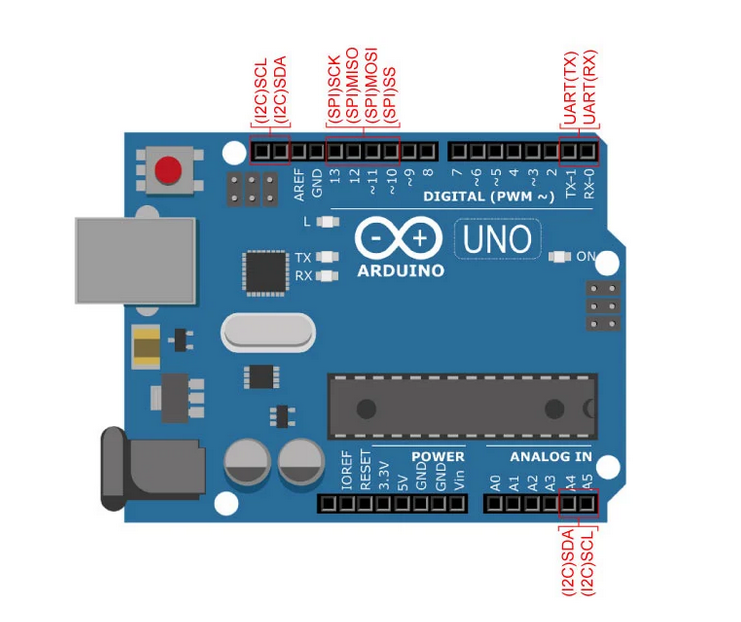 (I2C)SCL
(I2C)SDA
(SPI)SCK
(SPI)MISO
(SPI)MOSI
(SPI)SS
UART(TX)
UART(RX)
AREF
GND
13
12
~11
~10
~9
8
7
~6
~5
4
~3
2
TX-1
RX-0
DIGITAL (PWM ~)
L
TX
RX
- +
UNO
ARDUINO
ON
POWER
ANALOG IN
IOREF
RESET
3.3V
5V
GND
GND
Vin
A0
A1
A2
A3
A4
A5
(I2C)SDA
(I2C)SCL